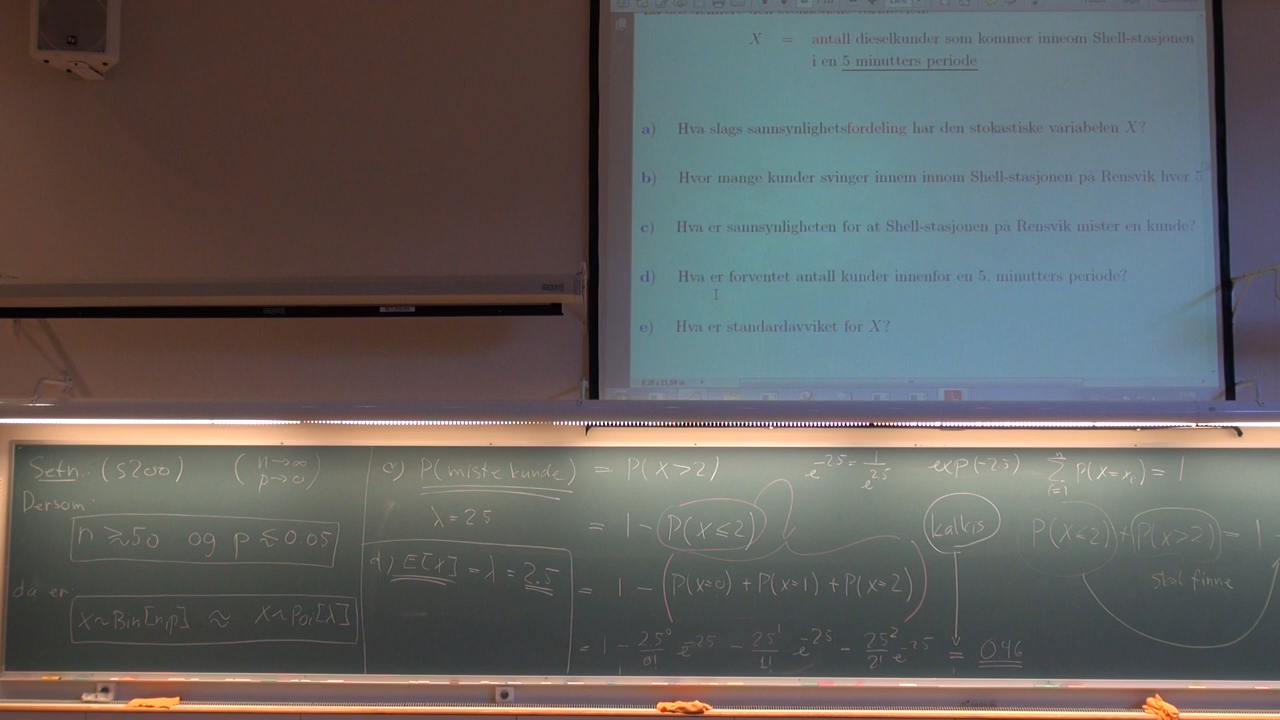 X = antall dieselkunder som kommer inneom Shell-stasjonen
i en 5 minutters periode
a) Hva slags sannsynlighetsfordeling har den stokastiske variabelen X?
b) Hvor mange kunder svinger innem innom Shell-stasjonen på Rensvik hver 5
c) Hva er sannsynligheten for at Shell-stasjonen på Rensvik mister en kunde?
d) Hva er forventet antall kunder innenfor en 5. minutters periode?
e) Hva er standardavviket for X?
Setn. (S200) (n→∞
p→0)
Dersom:
n ≳ 50 og p ≲ 0.05
da er:
X~Bin[n,p] ≈ X~Poi[λ]
c) P(miste kunde) = P(X>2)
λ = 2.5
= 1 - P(X≤2)
d) E[X] = λ = 2.5
= 1 - (P(X=0) + P(X=1) + P(X=2))
= 1 - 2.5⁰/0! e^-2.5 - 2.5¹/1! e^-2.5 - 2.5²/2! e^-2.5 = 0.46
e^-2.5 = 1/e^2.5
exp(-2.5)
kalkis
∑_{i=1}^{n} P(X=x_i) = 1
P(X≤2) + P(X>2) = 1
skal finne